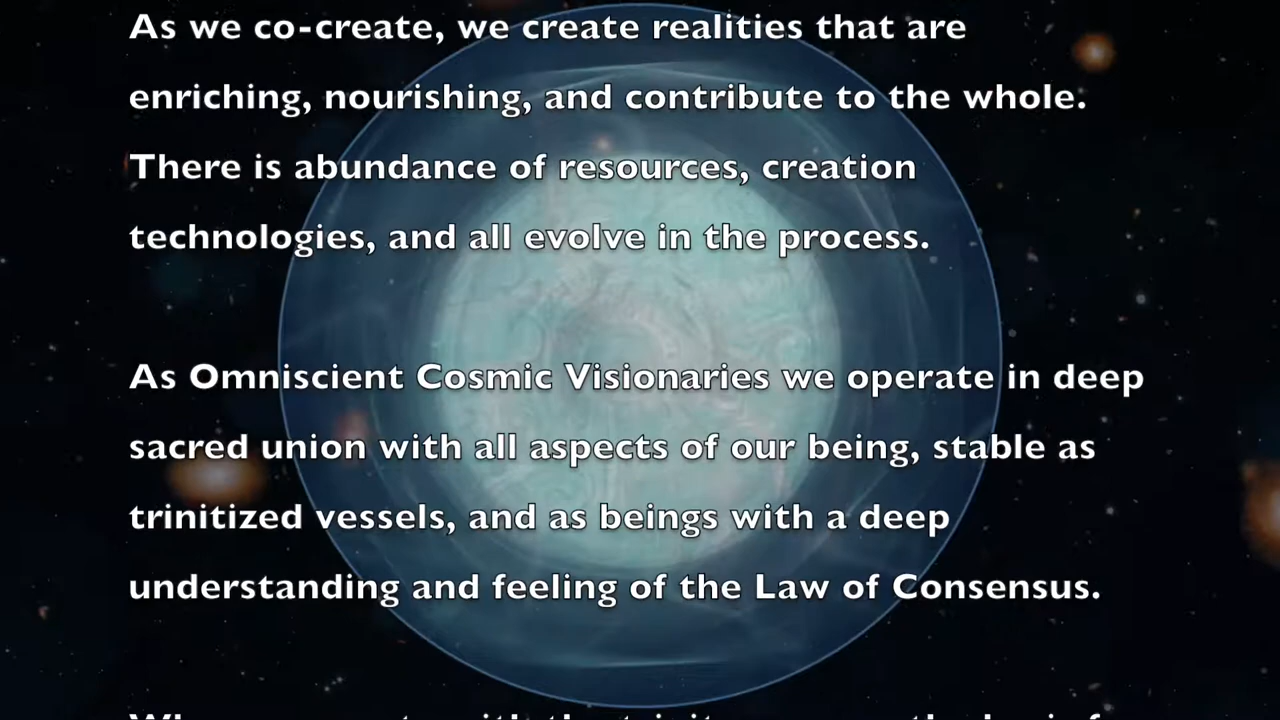 As we co-create, we create realities that are
enriching, nourishing, and contribute to the whole.
There is abundance of resources, creation
technologies, and all evolve in the process.
As Omniscient Cosmic Visionaries we operate in deep
sacred union with all aspects of our being, stable as
trinitized vessels, and as beings with a deep
understanding and feeling of the Law of Consensus.